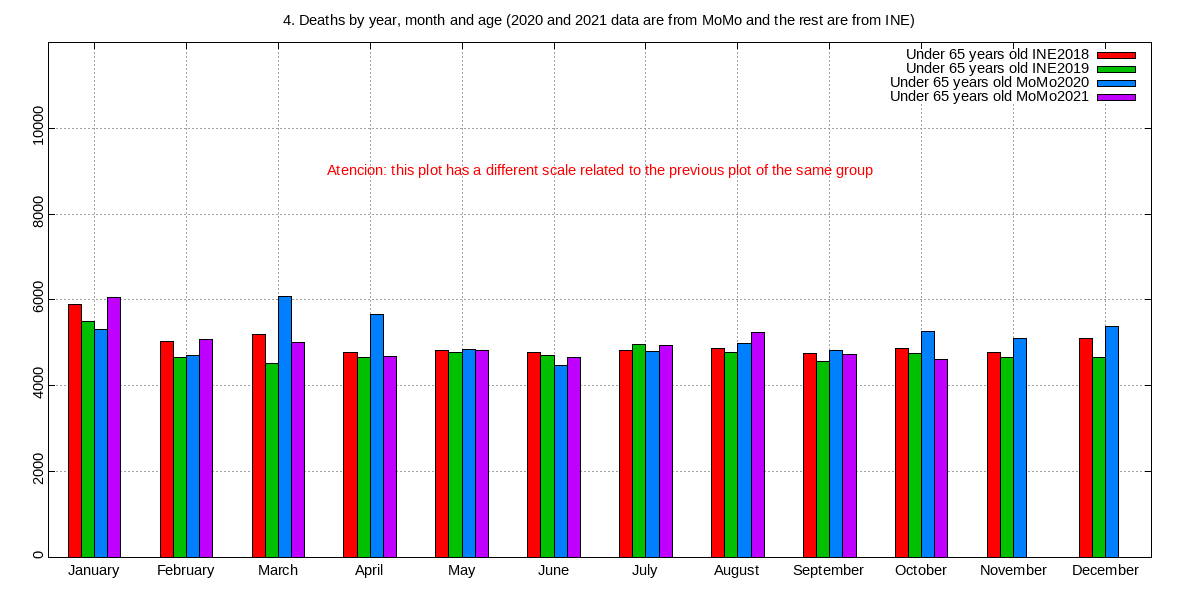 4. Deaths by year, month and age (2020 and 2021 data are from MoMo and the rest are from INE)
Under 65 years old INE2018
Under 65 years old INE2019
Under 65 years old MoMo2020
Under 65 years old MoMo2021
Atencion: this plot has a different scale related to the previous plot of the same group
10000
8000
6000
4000
2000
0
January February March April May June July August September October November December